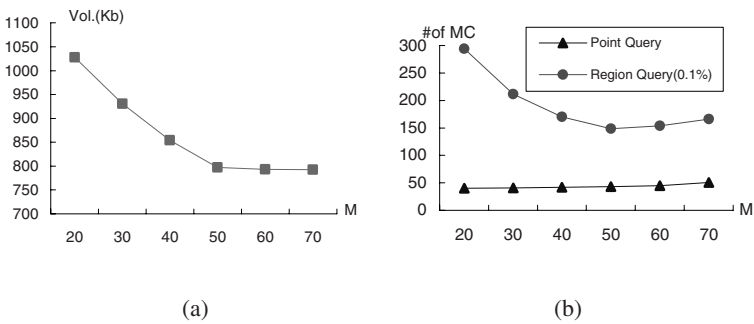 Vol.(Kb)
1100
1050
1000
950
900
850
800
750
700
M
20 30 40 50 60 70
(a)
#of MC
300
250
200
150
100
50
0
Point Query
Region Query(0.1%)
M
20 30 40 50 60 70
(b)